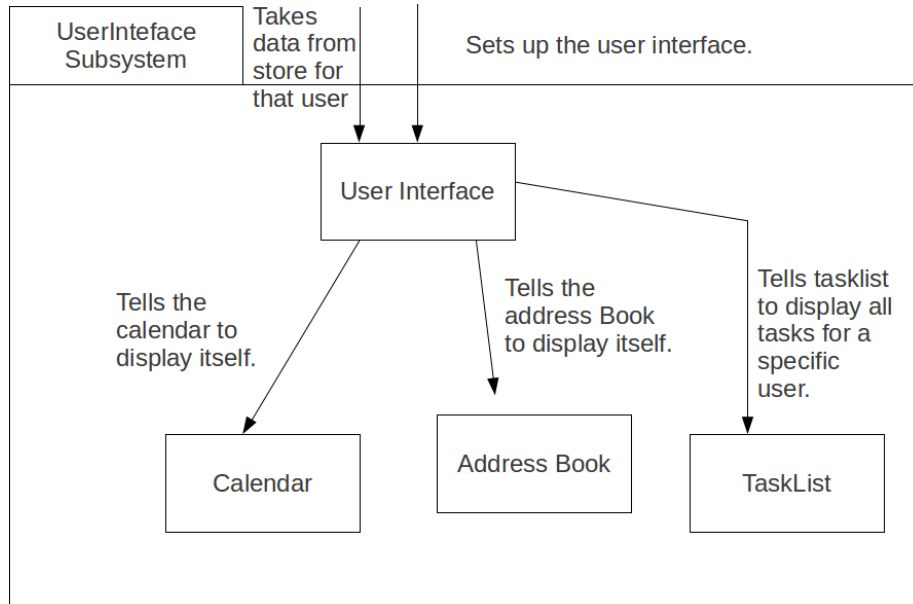 UserInteface
Subsystem
Takes
data from
store for
that user
Sets up the user interface.
User Interface
Tells the
calendar to
display itself.
Tells the
address Book
to display itself.
Tells tasklist
to display all
tasks for a
specific
user.
Calendar
Address Book
TaskList